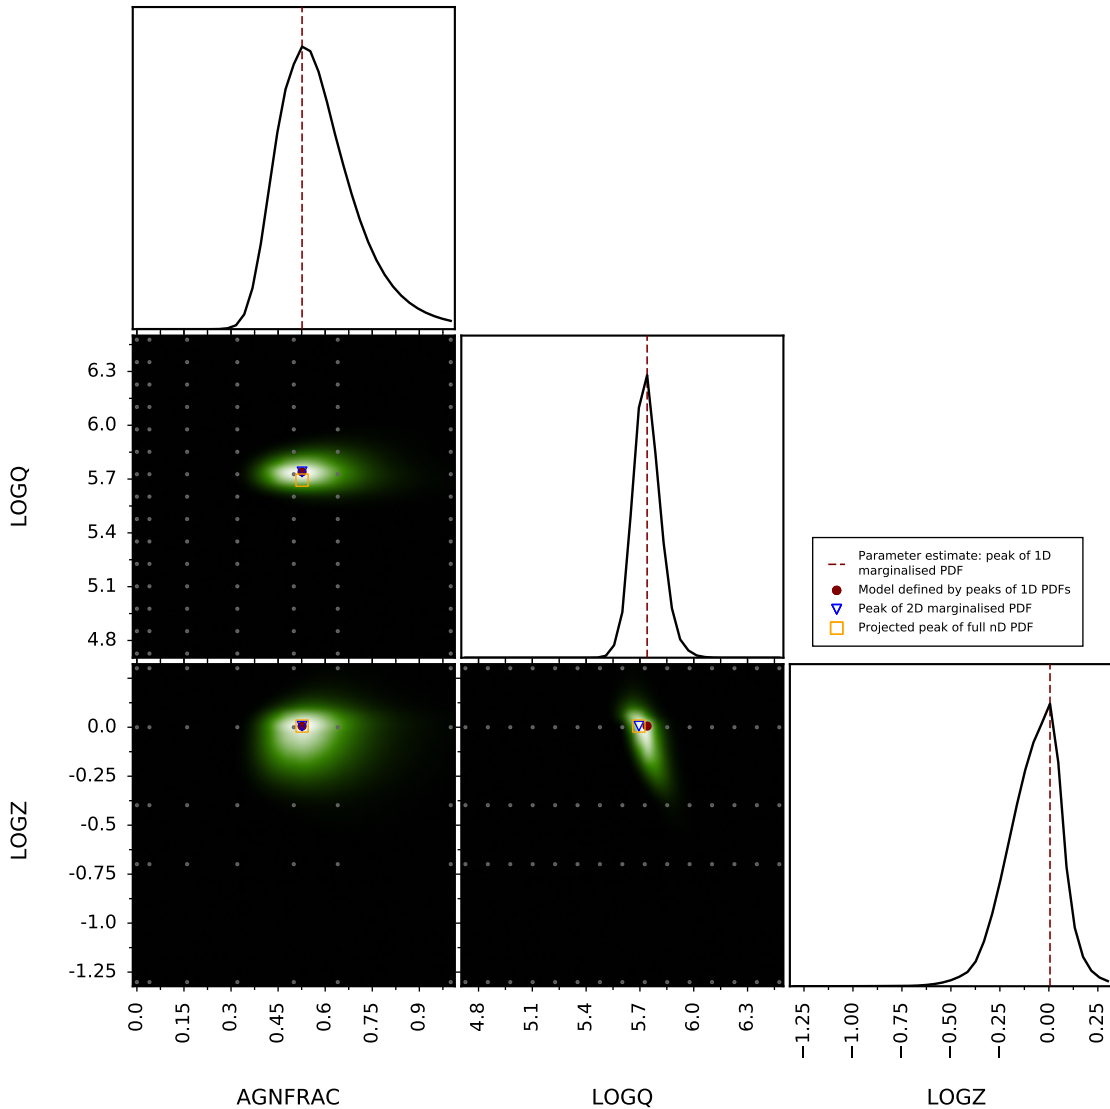 6.3
6.0
5.7
5.4
5.1
4.8
LOGQ
Parameter estimate: peak of 1D
marginalised PDF
Model defined by peaks of 1D PDFs
Peak of 2D marginalised PDF
Projected peak of full nD PDF
0.0
-0.25
-0.5
-0.75
-1.0
-1.25
LOGZ
0.0 0.15 0.3 0.45 0.6 0.75 0.9
4.8 5.1 5.4 5.7 6.0 6.3
−1.25 −1.00 −0.75 −0.50 −0.25 0.00 0.25
AGNFRAC LOGQ LOGZ